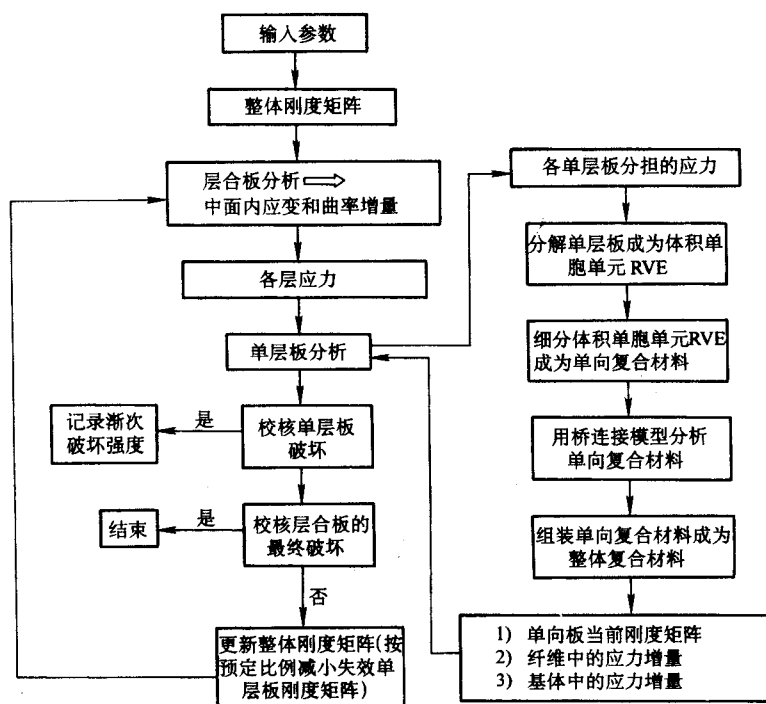 输入参数
整体刚度矩阵
层合板分析⇒
中面内应变和曲率增量
各层应力
单层板分析
校核单层板
破坏
是
记录渐次
破坏强度
校核层合板的
最终破坏
是
结束
否
更新整体刚度矩阵(按
预定比例减小失效单
层板刚度矩阵)
各单层板分担的应力
分解单层板成为体积单
胞单元 RVE
细分体积单胞单元RVE
成为单向复合材料
用桥连接模型分析
单向复合材料
组装单向复合材料成为
整体复合材料
1) 单向板当前刚度矩阵
2) 纤维中的应力增量
3) 基体中的应力增量